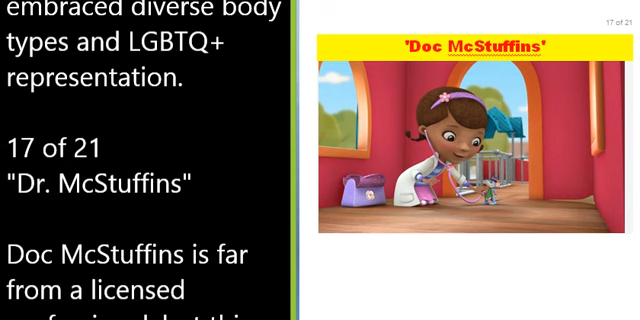 embraced diverse body
types and LGBTQ+
representation.
17 of 21
"Dr. McStuffins"
Doc McStuffins is far
from a licensed
17 of 21
'Doc McStuffins'